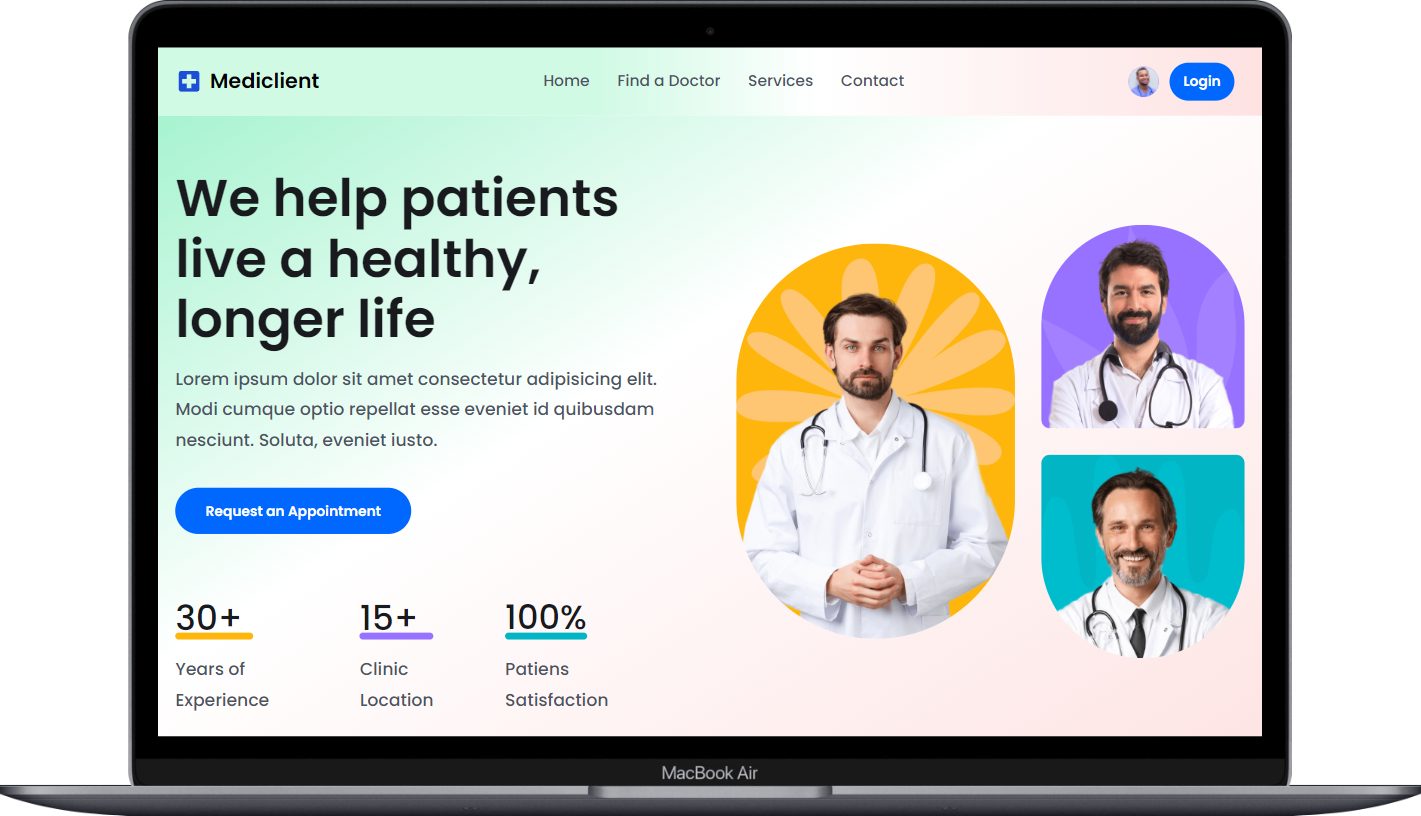 Mediclient
Home Find a Doctor Services Contact
Login
We help patients
live a healthy,
longer life
Lorem ipsum dolor sit amet consectetur adipisicing elit.
Modi cumque optio repellat esse eveniet id quibusdam
nesciunt. Soluta, eveniet iusto.
Request an Appointment
30+
Years of
Experience
15+
Clinic
Location
100%
Patiens
Satisfaction
MacBook Air